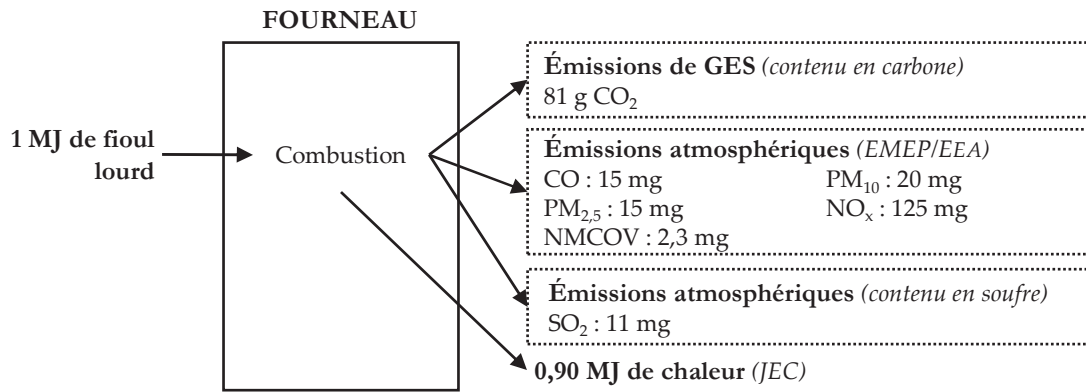 FOURNEAU
1 MJ de fioul
lourd
Combustion
Émissions de GES (contenu en carbone)
81 g CO₂
Émissions atmosphériques (EMEP/EEA)
CO : 15 mg PM₁₀ : 20 mg
PM₂,₅ : 15 mg NOₓ : 125 mg
NMCOV : 2,3 mg
Émissions atmosphériques (contenu en soufre)
SO₂ : 11 mg
0,90 MJ de chaleur (JEC)